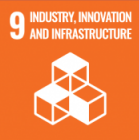 9 INDUSTRY, INNOVATION
AND INFRASTRUCTURE